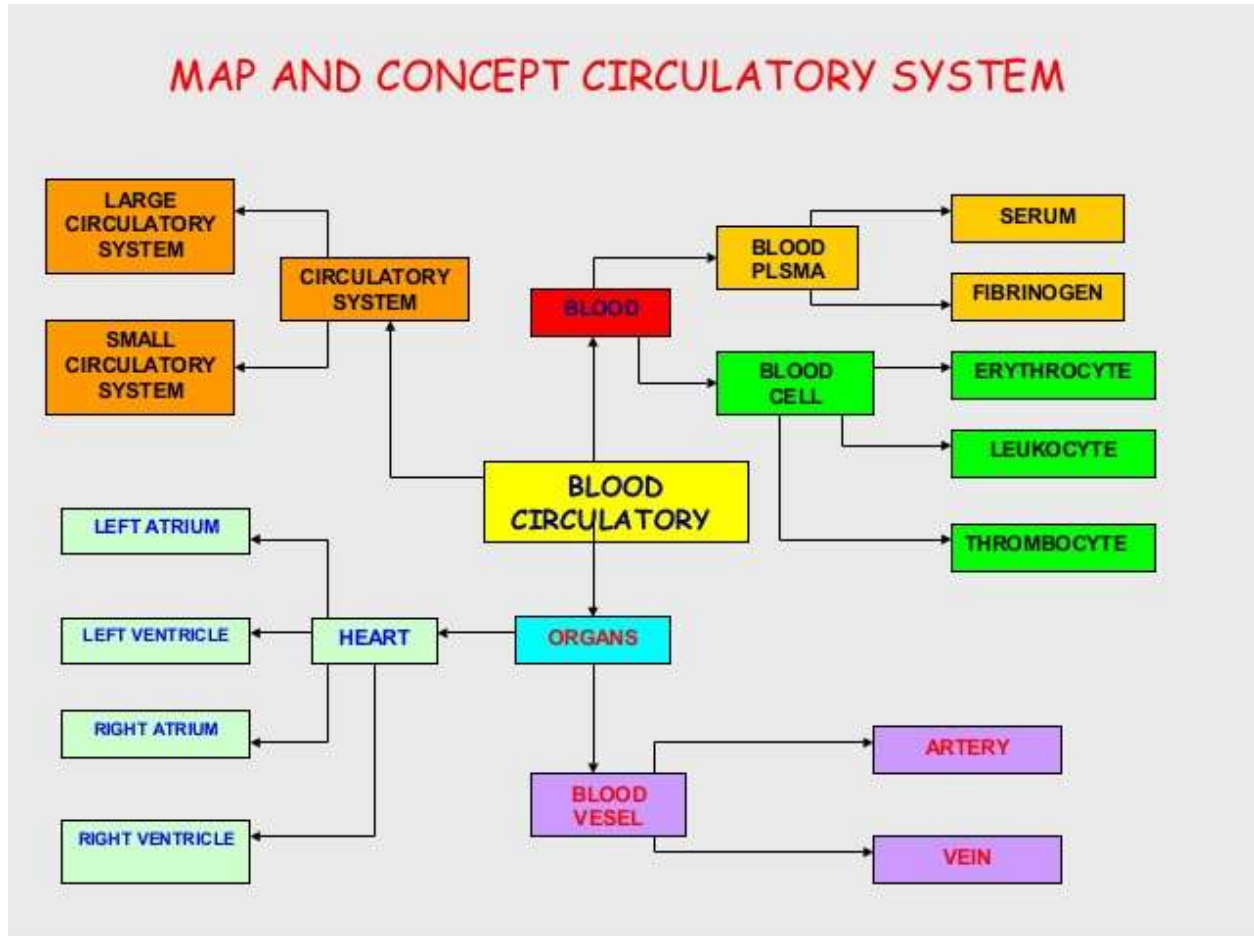 MAP AND CONCEPT CIRCULATORY SYSTEM
LARGE
CIRCULATORY
SYSTEM
SMALL
CIRCULATORY
SYSTEM
CIRCULATORY
SYSTEM
BLOOD
BLOOD
PLSMA
SERUM
FIBRINOGEN
BLOOD
CELL
ERYTHROCYTE
LEUKOCYTE
THROMBOCYTE
BLOOD
CIRCULATORY
LEFT ATRIUM
LEFT VENTRICLE
RIGHT ATRIUM
RIGHT VENTRICLE
HEART
ORGANS
BLOOD
VESEL
ARTERY
VEIN